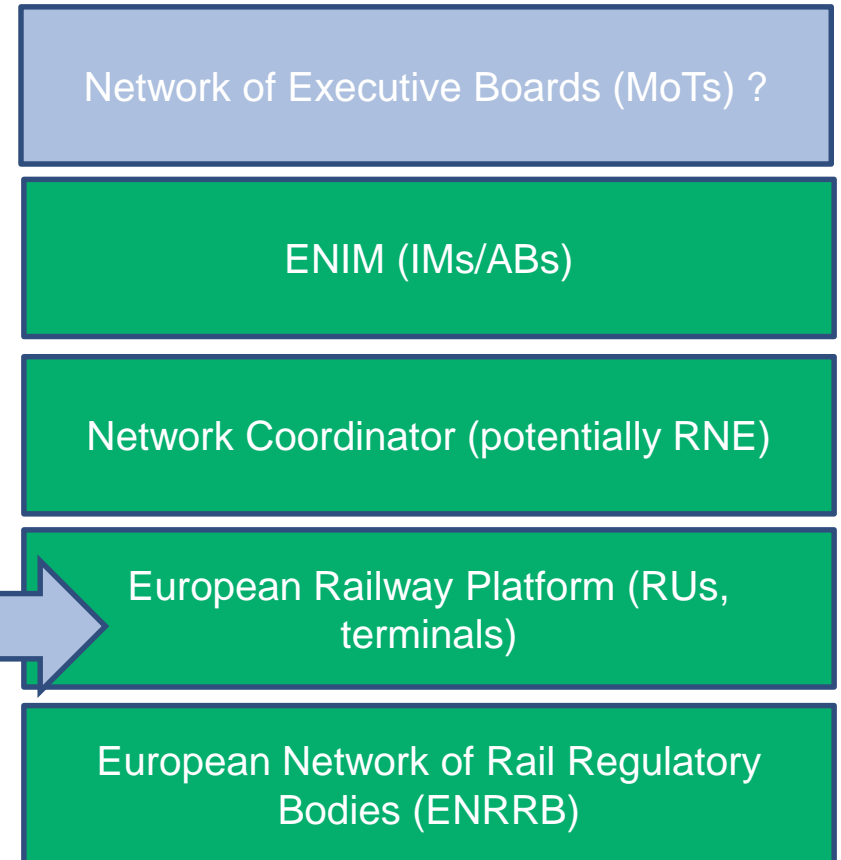 Network of Executive Boards (MoTs) ?
ENIM (IMs/ABs)
Network Coordinator (potentially RNE)
European Railway Platform (RUs,
terminals)
European Network of Rail Regulatory
Bodies (ENRRB)